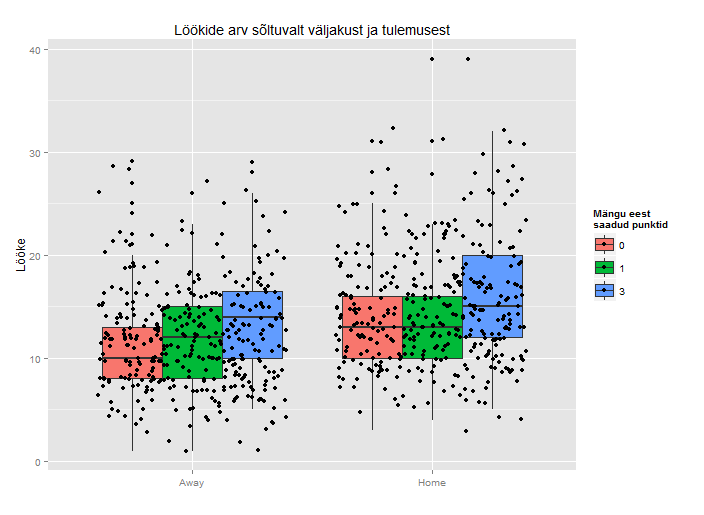 Löökide arv sõltuvalt väljakust ja tulemusest
Lööke
40
30
20
10
0
Away
Home
Mängu eest
saadud punktid
0
1
3